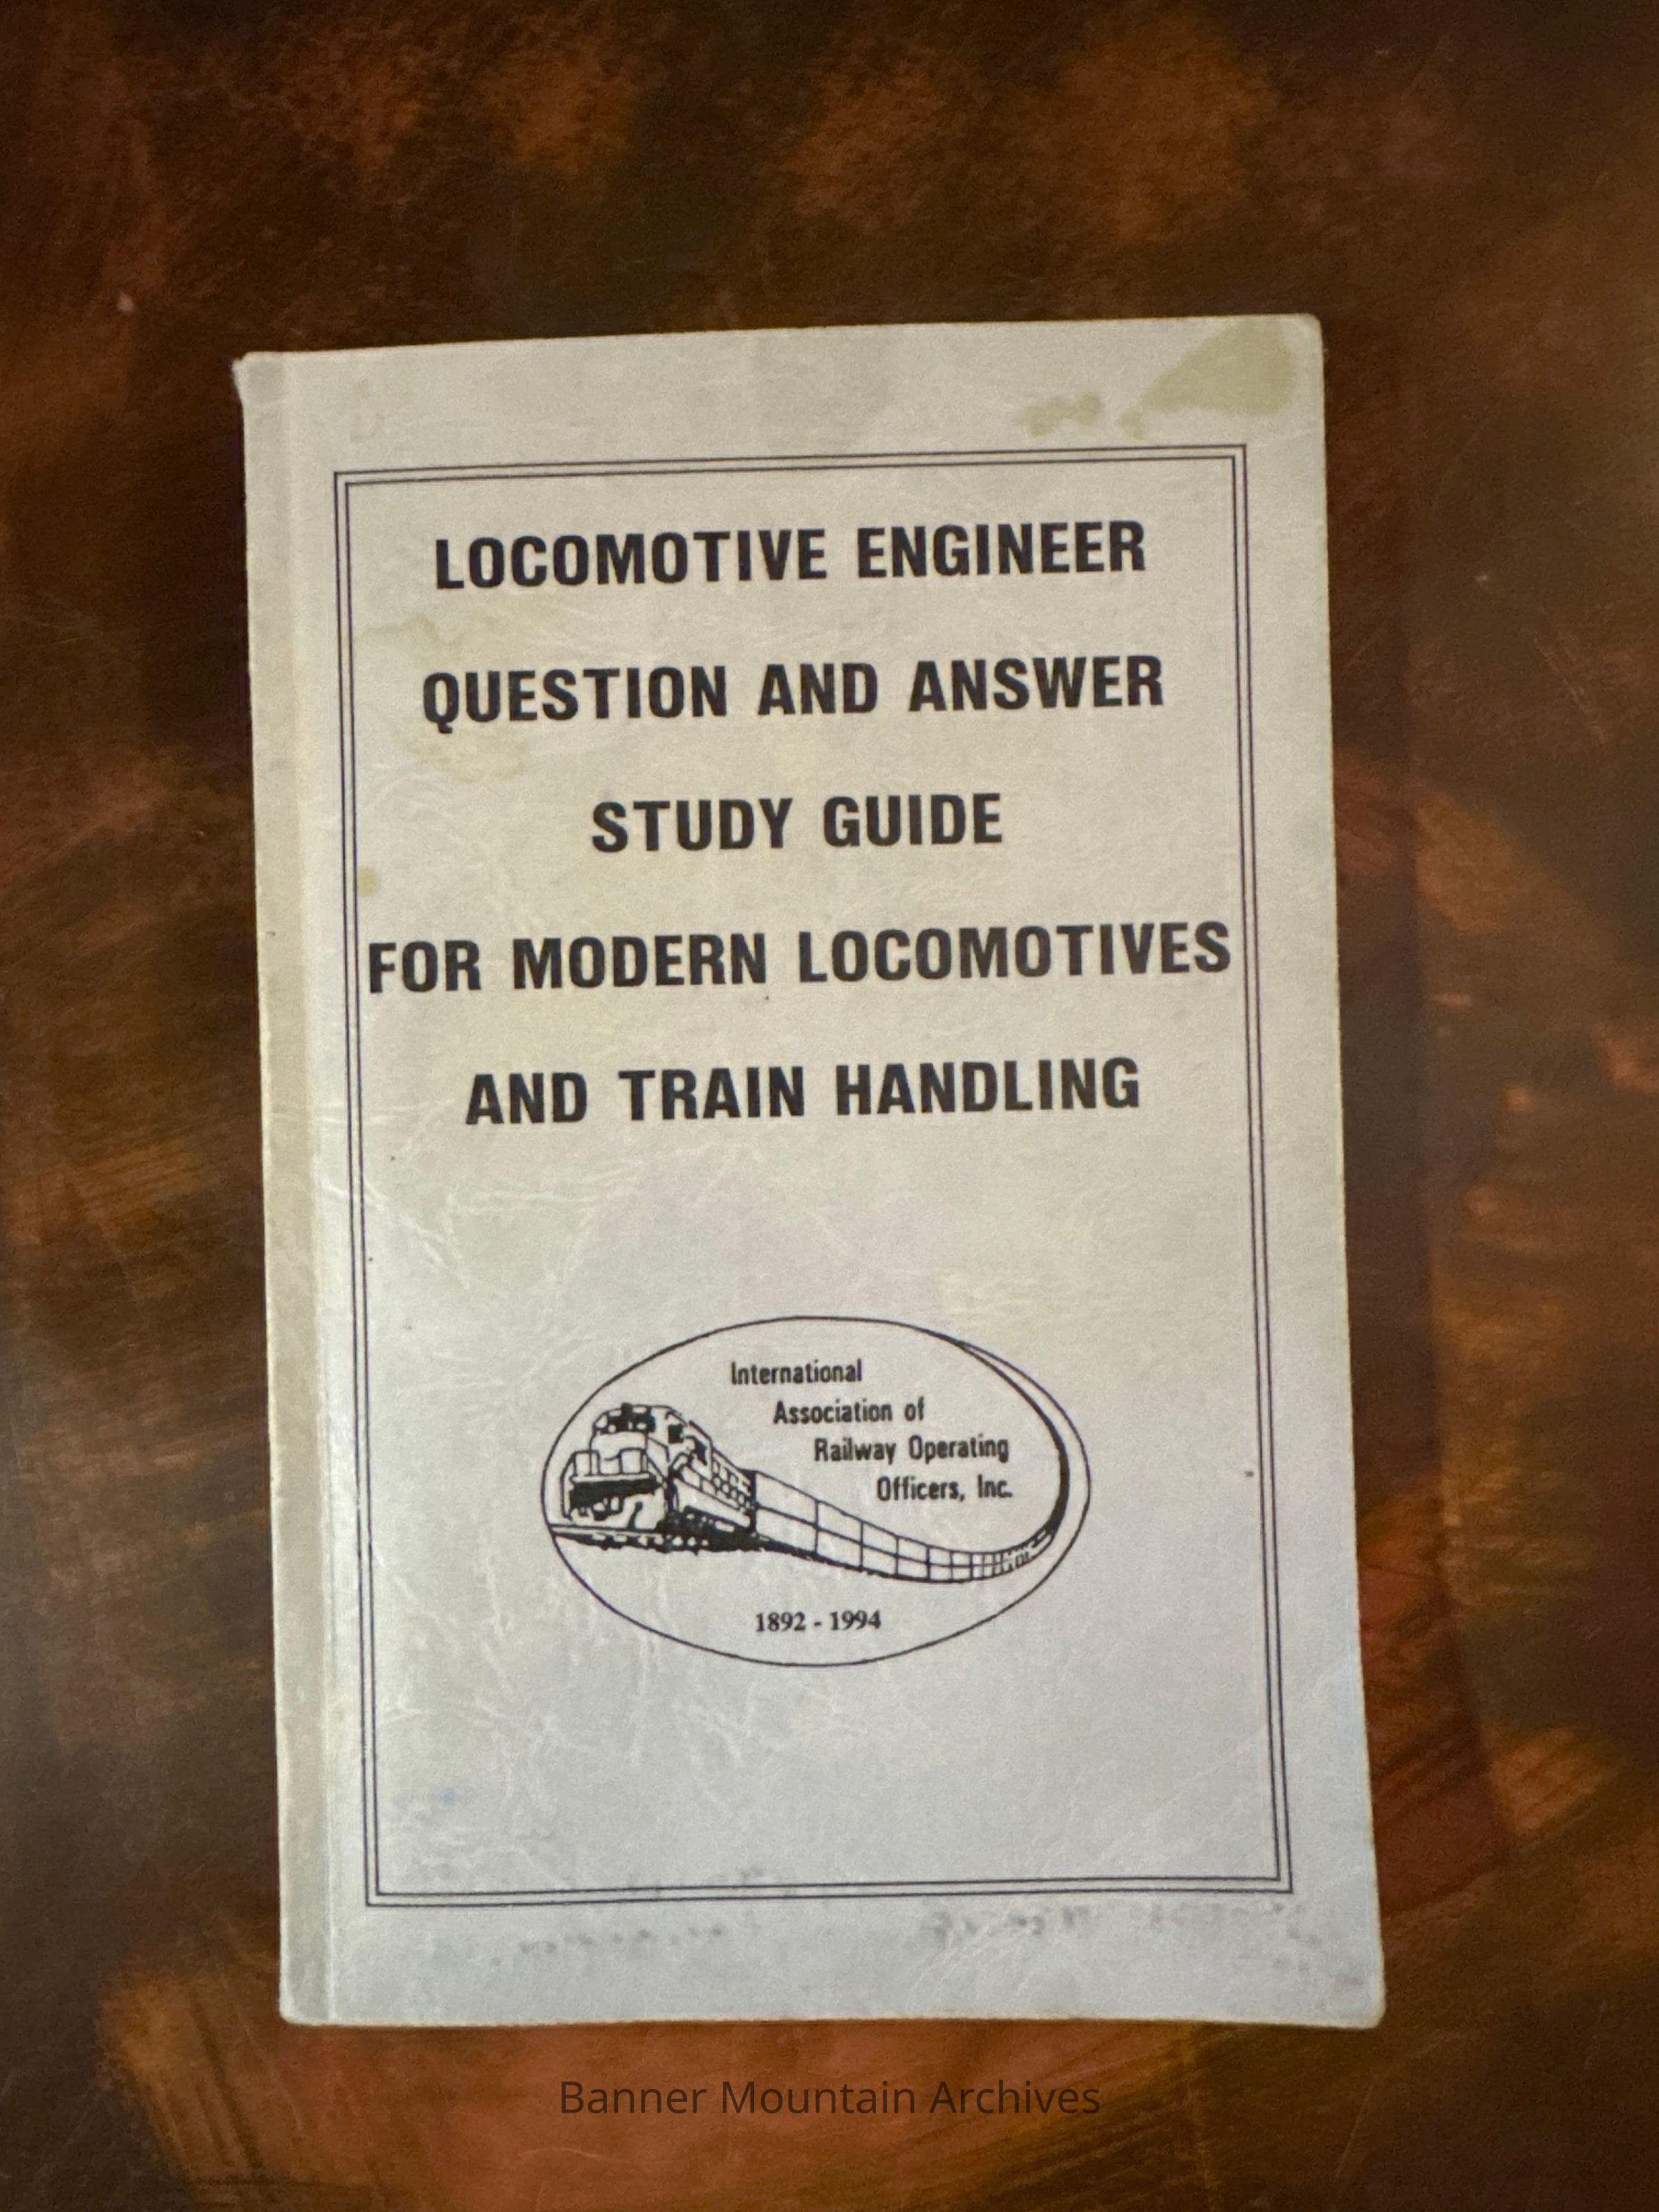 LOCOMOTIVE ENGINEER
QUESTION AND ANSWER
STUDY GUIDE
FOR MODERN LOCOMOTIVES
AND TRAIN HANDLING
International
Association of
Railway Operating
Officers, Inc.
1892 - 1994
Banner Mountain Archives